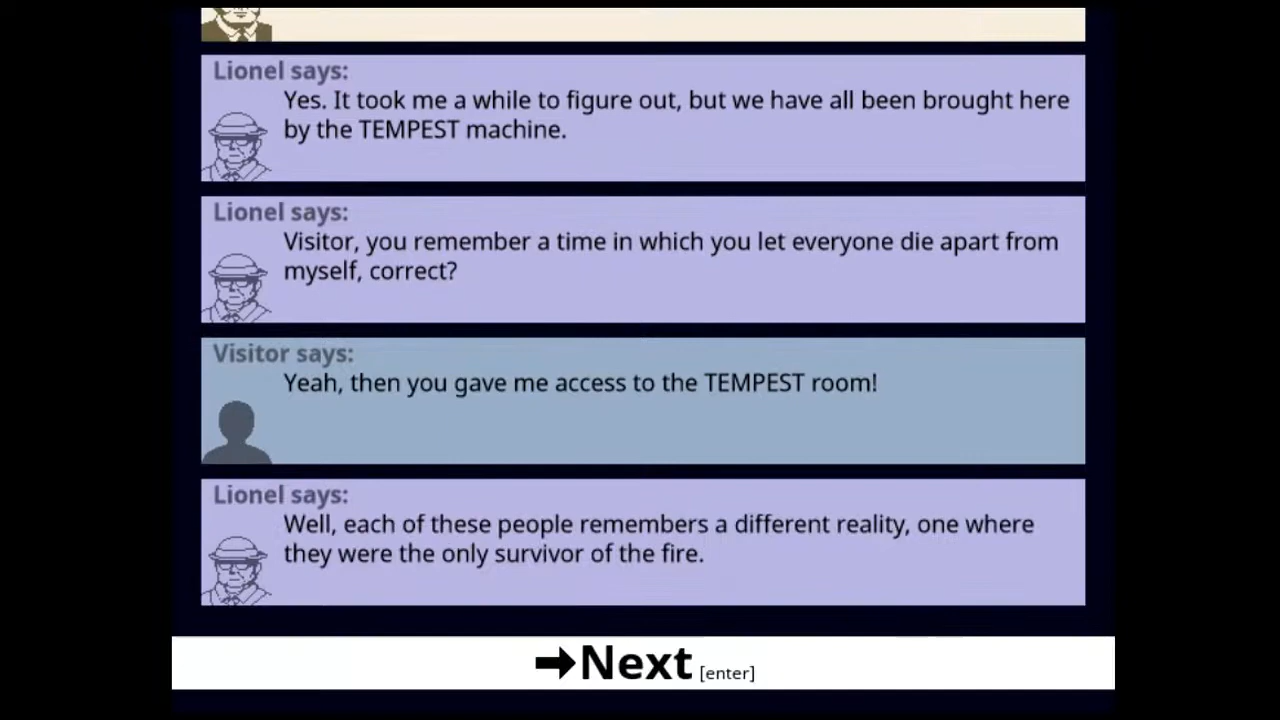 Lionel says:
Yes. It took me a while to figure out, but we have all been brought here
by the TEMPEST machine.
Lionel says:
Visitor, you remember a time in which you let everyone die apart from
myself, correct?
Visitor says:
Yeah, then you gave me access to the TEMPEST room!
Lionel says:
Well, each of these people remembers a different reality, one where
they were the only survivor of the fire.
➡Next [enter]